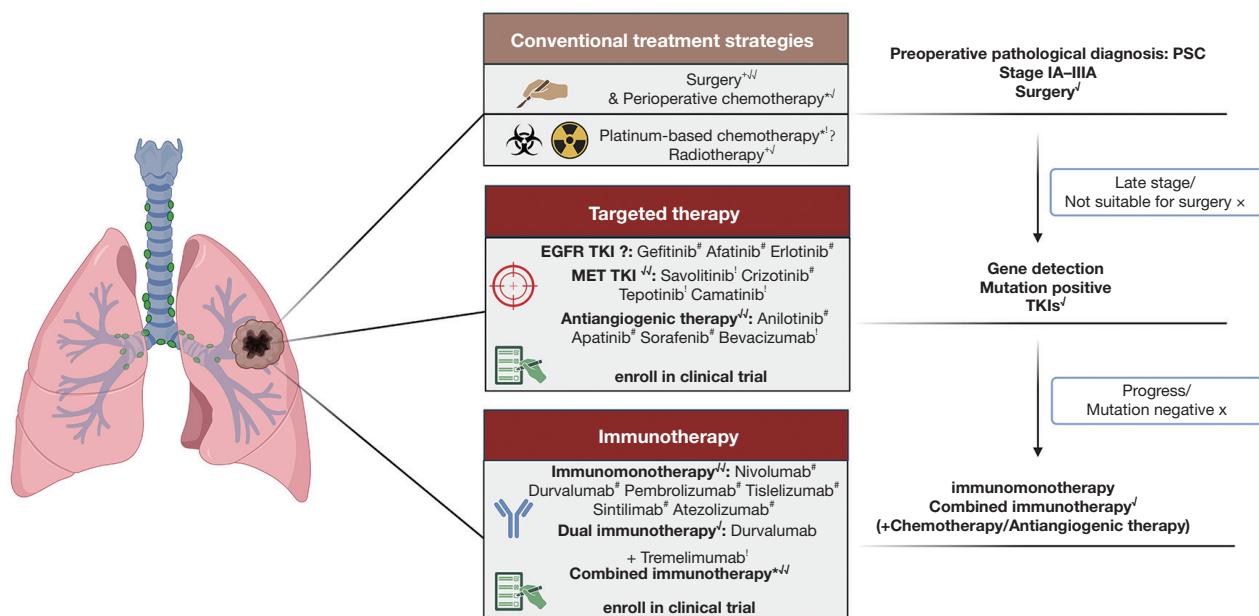 Conventional treatment strategies
Surgery⁺√√
& Perioperative chemotherapy*√
Platinum-based chemotherapy*ᵎ?
Radiotherapy⁺√
Targeted therapy
EGFR TKI ?: Gefitinib# Afatinib# Erlotinib#
MET TKI √√: Savolitinib! Crizotinib#
Tepotinib! Camatinib!
Antiangiogenic therapy√√: Anilotinib#
Apatinib# Sorafenib# Bevacizumab!
enroll in clinical trial
Immunotherapy
Immunomonotherapy√√: Nivolumab#
Durvalumab# Pembrolizumab# Tislelizumab#
Sintilimab# Atezolizumab#
Dual immunotherapy√: Durvalumab
+ Tremelimumab!
Combined immunotherapy*√√
enroll in clinical trial
Preoperative pathological diagnosis: PSC
Stage IA–IIIA
Surgery√
Late stage/
Not suitable for surgery ×
Gene detection
Mutation positive
TKIs√
Progress/
Mutation negative x
immunomonotherapy
Combined immunotherapy√
(+Chemotherapy/Antiangiogenic therapy)